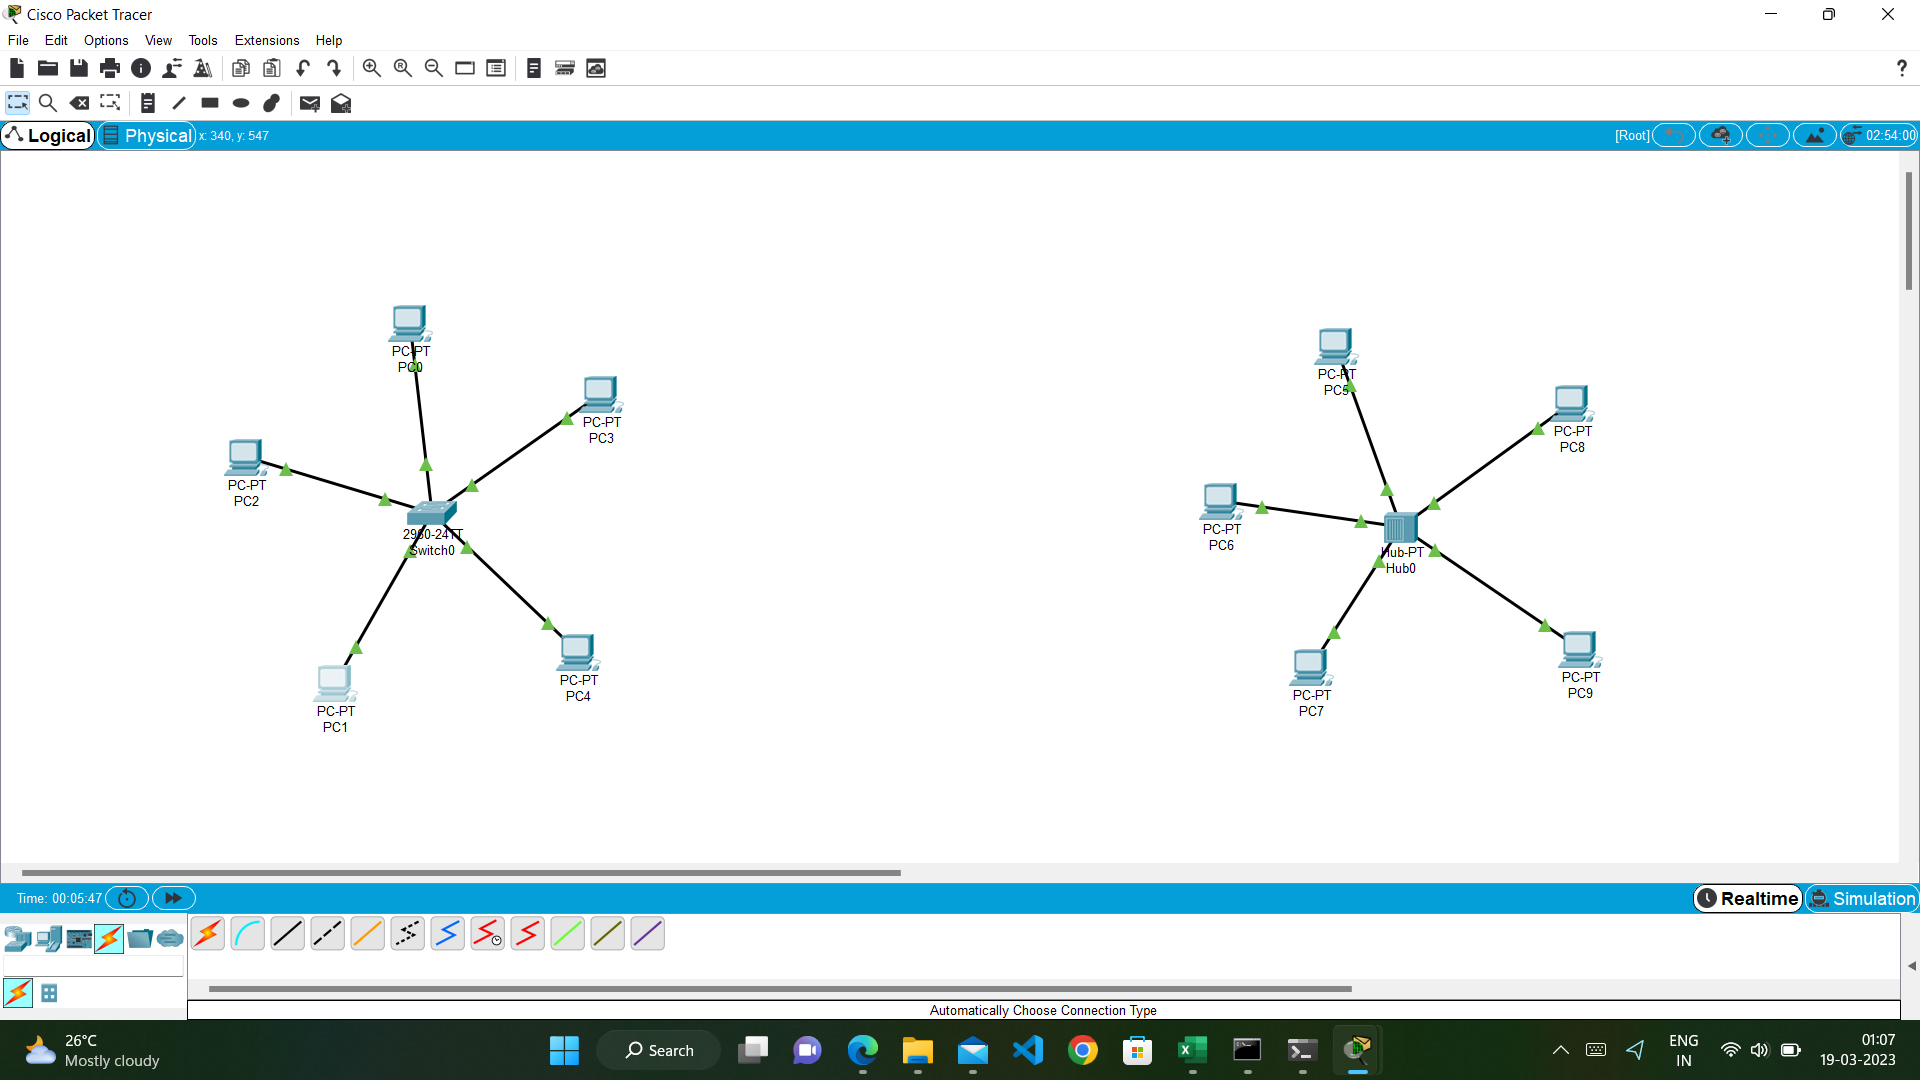 Cisco Packet Tracer
File Edit Options View Tools Extensions Help
?
Logical Physical x: 340, y: 547 [Root] 02:54:00
PC-PT
PC0
PC-PT
PC3
PC-PT
PC2
2960-24TT
Switch0
PC-PT
PC4
PC-PT
PC1
PC-PT
PC5
PC-PT
PC8
PC-PT
PC6
Hub-PT
Hub0
PC-PT
PC7
PC-PT
PC9
Time: 00:05:47 Realtime Simulation
Automatically Choose Connection Type
26°C
Mostly cloudy
Search
ENG
IN
01:07
19-03-2023